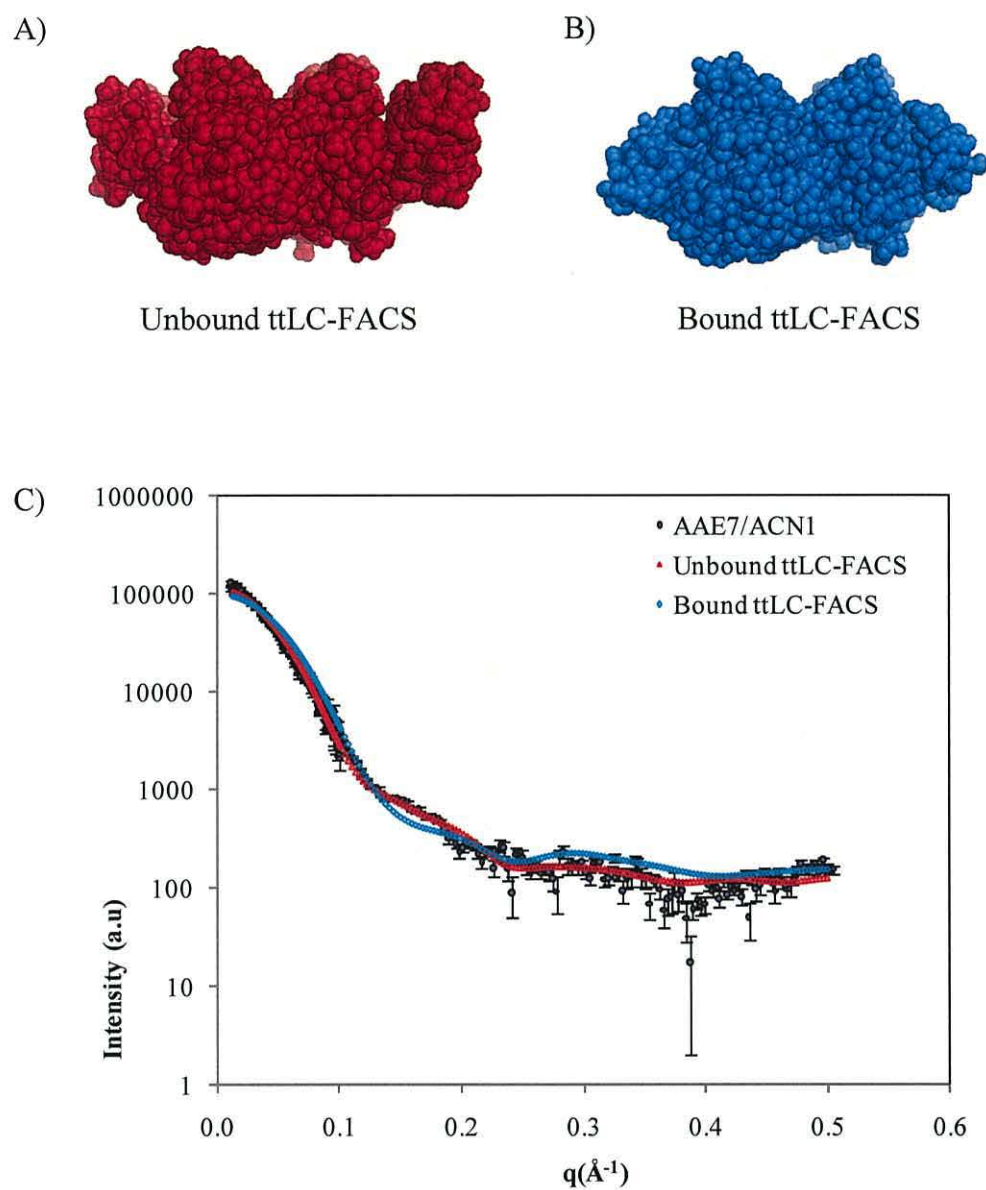 A)
B)
Unbound ttLC-FACS
Bound ttLC-FACS
C)
1000000
100000
10000
1000
100
10
1
Intensity (a.u)
AAE7/ACN1
Unbound ttLC-FACS
Bound ttLC-FACS
0.0 0.1 0.2 0.3 0.4 0.5 0.6
q(Å⁻¹)